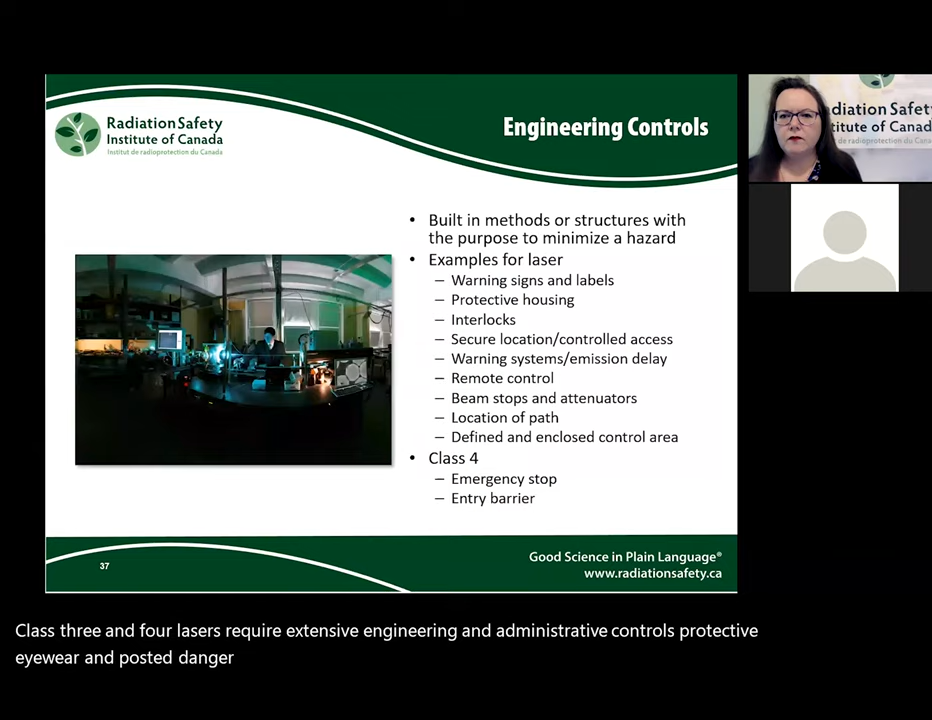 Radiation Safety
Institute of Canada
Institut de radioprotection du Canada
Engineering Controls
• Built in methods or structures with
the purpose to minimize a hazard
• Examples for laser
– Warning signs and labels
– Protective housing
– Interlocks
– Secure location/controlled access
– Warning systems/emission delay
– Remote control
– Beam stops and attenuators
– Location of path
– Defined and enclosed control area
• Class 4
– Emergency stop
– Entry barrier
37
Good Science in Plain Language®
www.radiationsafety.ca
adiation Safet
titute of Canad
de radioprotection du Cana
Class three and four lasers require extensive engineering and administrative controls protective
eyewear and posted danger